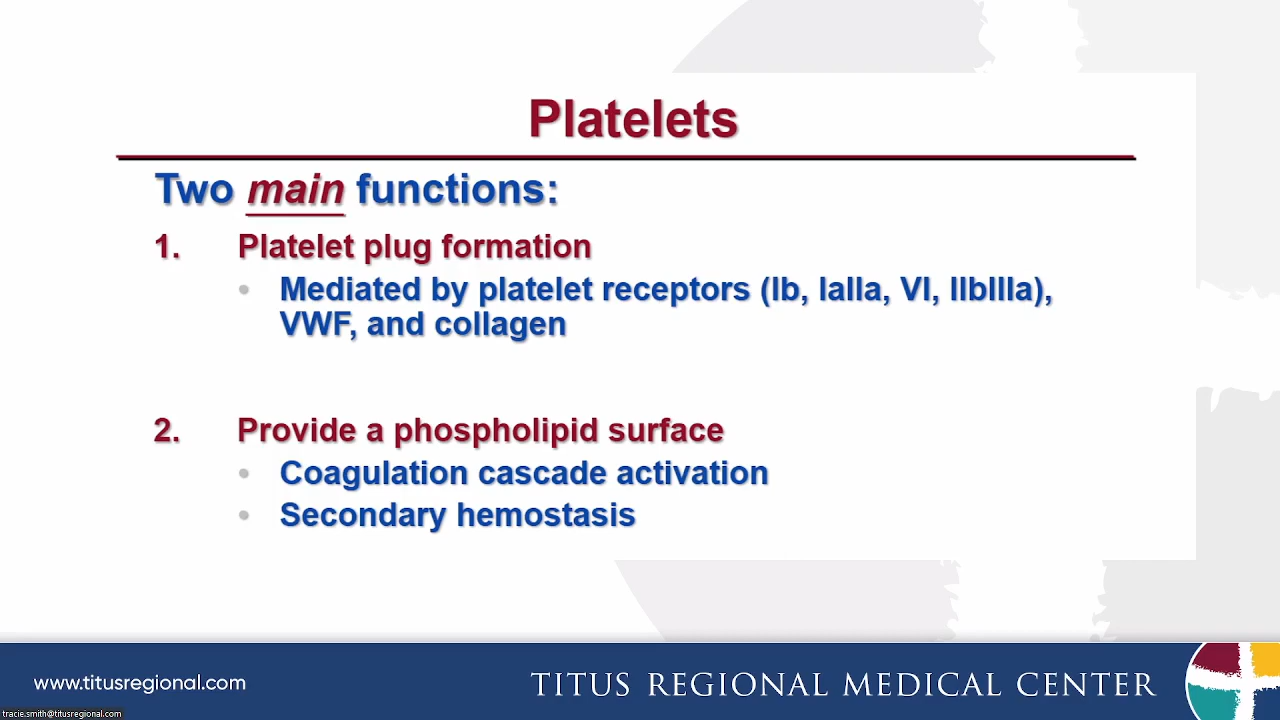 Platelets
Two main functions:
1. Platelet plug formation
• Mediated by platelet receptors (Ib, IaIIa, VI, IIbIIIa),
VWF, and collagen
2. Provide a phospholipid surface
• Coagulation cascade activation
• Secondary hemostasis
www.titusregional.com
TITUS REGIONAL MEDICAL CENTER
tracie.smith@titusregional.com